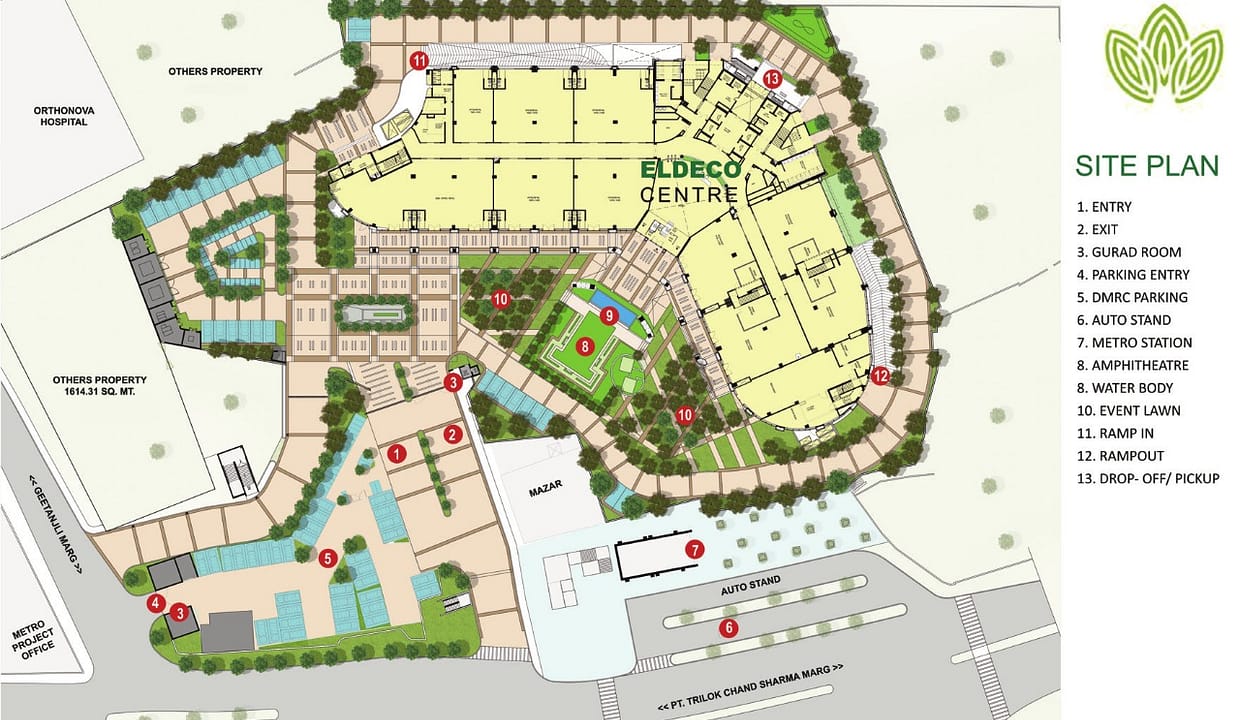 OTHERS PROPERTY
ORTHONOVA
HOSPITAL
11
13
ELDECO
CENTRE
10
9
8
OTHERS PROPERTY
1614.31 SQ. MT.
3
12
10
2
1
MAZAR
<< GEETANJLI MARG >>
5
7
AUTO STAND
4
3
6
METRO
PROJECT
OFFICE
<< PT. TRILOK CHAND SHARMA MARG >>
SITE PLAN
1. ENTRY
2. EXIT
3. GURAD ROOM
4. PARKING ENTRY
5. DMRC PARKING
6. AUTO STAND
7. METRO STATION
8. AMPHITHEATRE
8. WATER BODY
10. EVENT LAWN
11. RAMP IN
12. RAMPOUT
13. DROP- OFF/ PICKUP